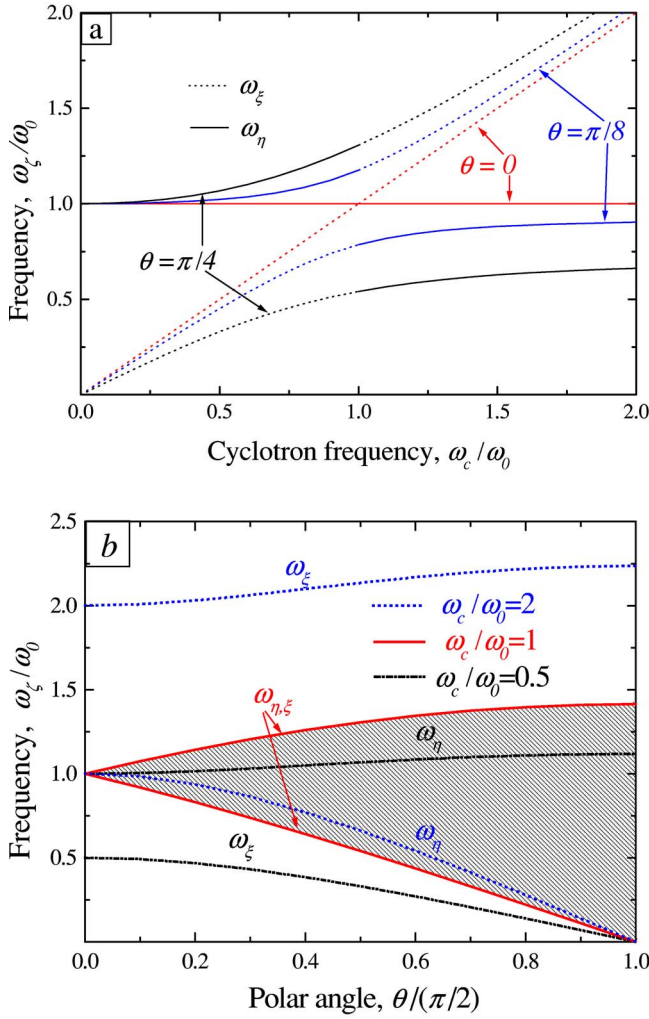 a
2.0
1.5
1.0
0.5
0.0
0.5
1.0
1.5
2.0
Frequency, ω_ζ/ω_0
Cyclotron frequency, ω_c/ω_0
ω_ξ
ω_η
θ=π/8
θ=0
θ=π/4
b
2.5
2.0
1.5
1.0
0.5
0.0
0.2
0.4
0.6
0.8
1.0
Frequency, ω_ζ/ω_0
Polar angle, θ/(π/2)
ω_ξ
ω_c/ω_0=2
ω_c/ω_0=1
ω_c/ω_0=0.5
ω_η,ξ
ω_η
ω_ξ
ω_η